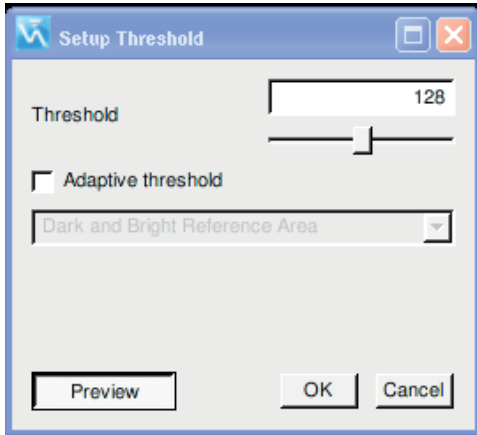 Setup Threshold
128
Threshold
Adaptive threshold
Dark and Bright Reference Area
Preview OK Cancel